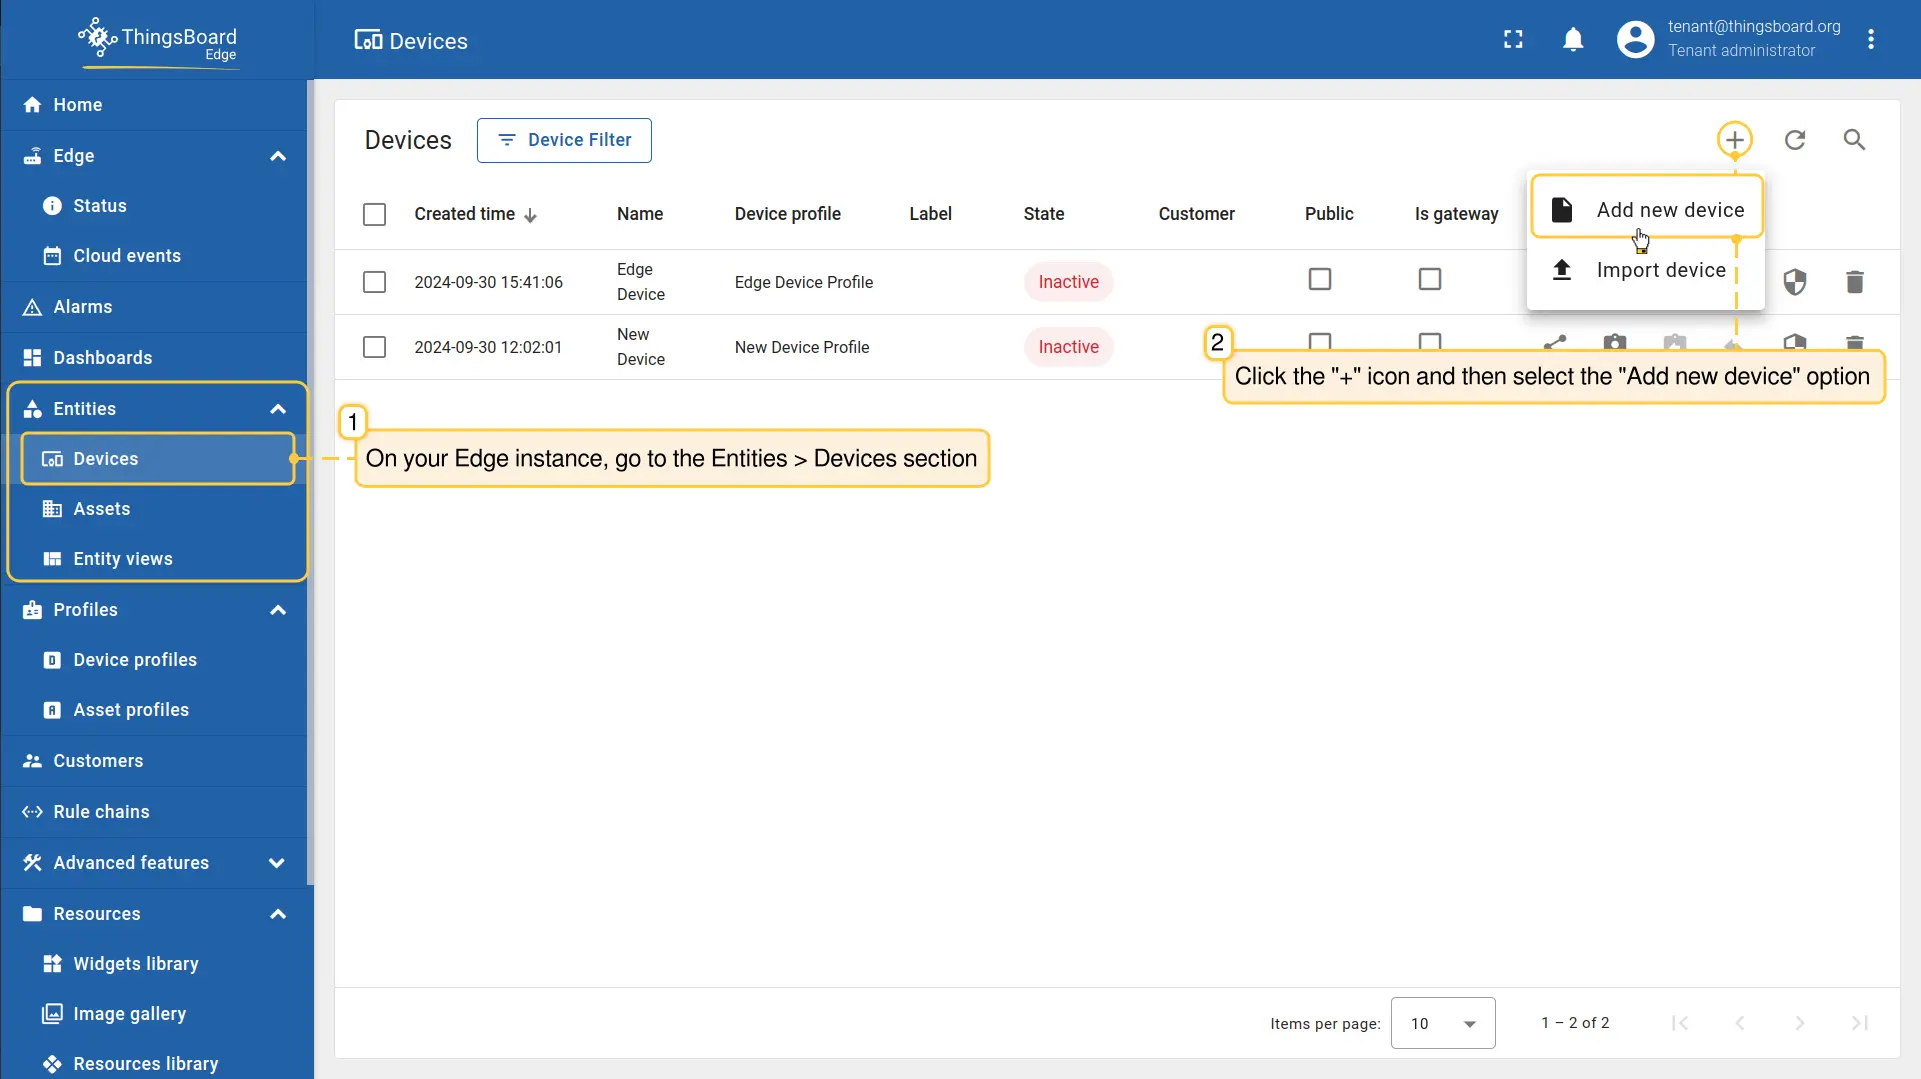 ThingsBoard
Edge
Devices
tenant@thingsboard.org
Tenant administrator
Home
Edge
Status
Cloud events
Alarms
Dashboards
Entities
Devices
Assets
Entity views
Profiles
Device profiles
Asset profiles
Customers
Rule chains
Advanced features
Resources
Widgets library
Image gallery
Resources library
Devices
Device Filter
Created time
Name
Device profile
Label
State
Customer
Public
Is gateway
Add new device
Import device
2024-09-30 15:41:06
Edge
Device
Edge Device Profile
Inactive
2024-09-30 12:02:01
New
Device
New Device Profile
Inactive
2
Click the "+" icon and then select the "Add new device" option
1
On your Edge instance, go to the Entities > Devices section
Items per page:
10
1 – 2 of 2